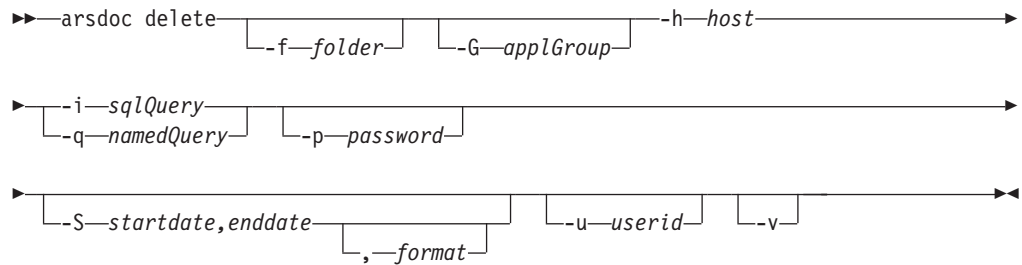 arsdoc delete -h host
-f folder -G applGroup
-i sqlQuery
-q namedQuery -p password
-S startdate,enddate -u userid -v
, format